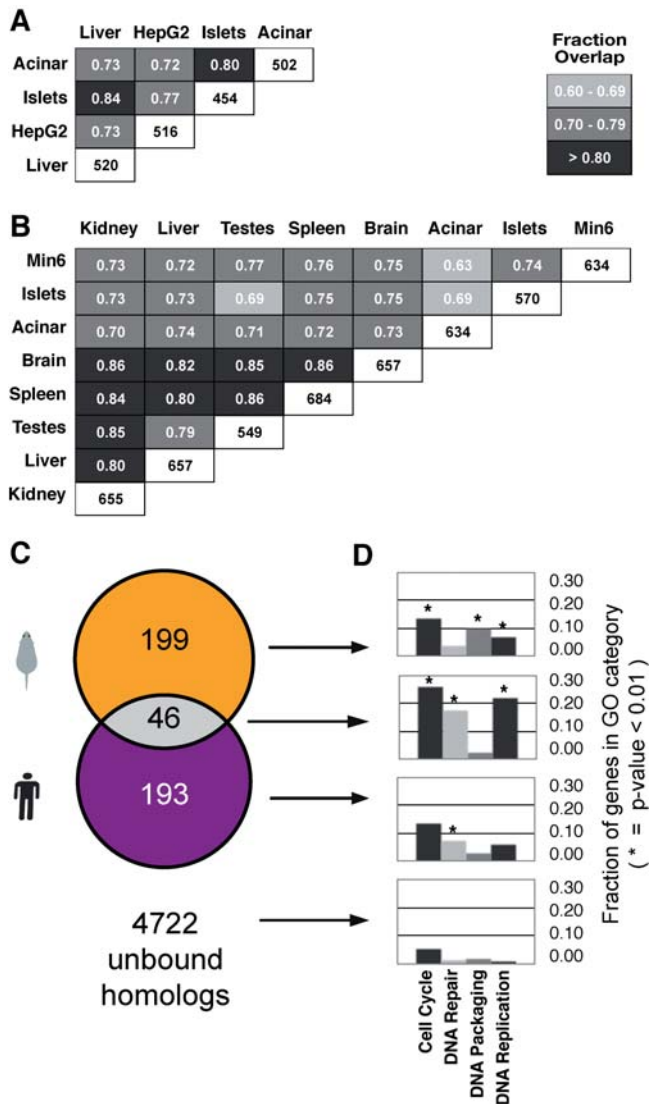 A
Liver HepG2 Islets Acinar
Acinar 0.73 0.72 0.80 502
Islets 0.84 0.77 454
HepG2 0.73 516
Liver 520
Fraction
Overlap
0.60 - 0.69
0.70 - 0.79
> 0.80
B
Kidney Liver Testes Spleen Brain Acinar Islets Min6
Min6 0.73 0.72 0.77 0.76 0.75 0.63 0.74 634
Islets 0.73 0.73 0.69 0.75 0.75 0.69 570
Acinar 0.70 0.74 0.71 0.72 0.73 634
Brain 0.86 0.82 0.85 0.86 657
Spleen 0.84 0.80 0.86 684
Testes 0.85 0.79 549
Liver 0.80 657
Kidney 655
C
199
46
193
4722
unbound
homologs
D
* * *
0.30
0.20
0.10
0.00
* * *
0.30
0.20
0.10
0.00
*
0.30
0.20
0.10
0.00
0.30
0.20
0.10
0.00
Cell Cycle
DNA Repair
DNA Packaging
DNA Replication
Fraction of genes in GO category
( * = p-value < 0.01 )